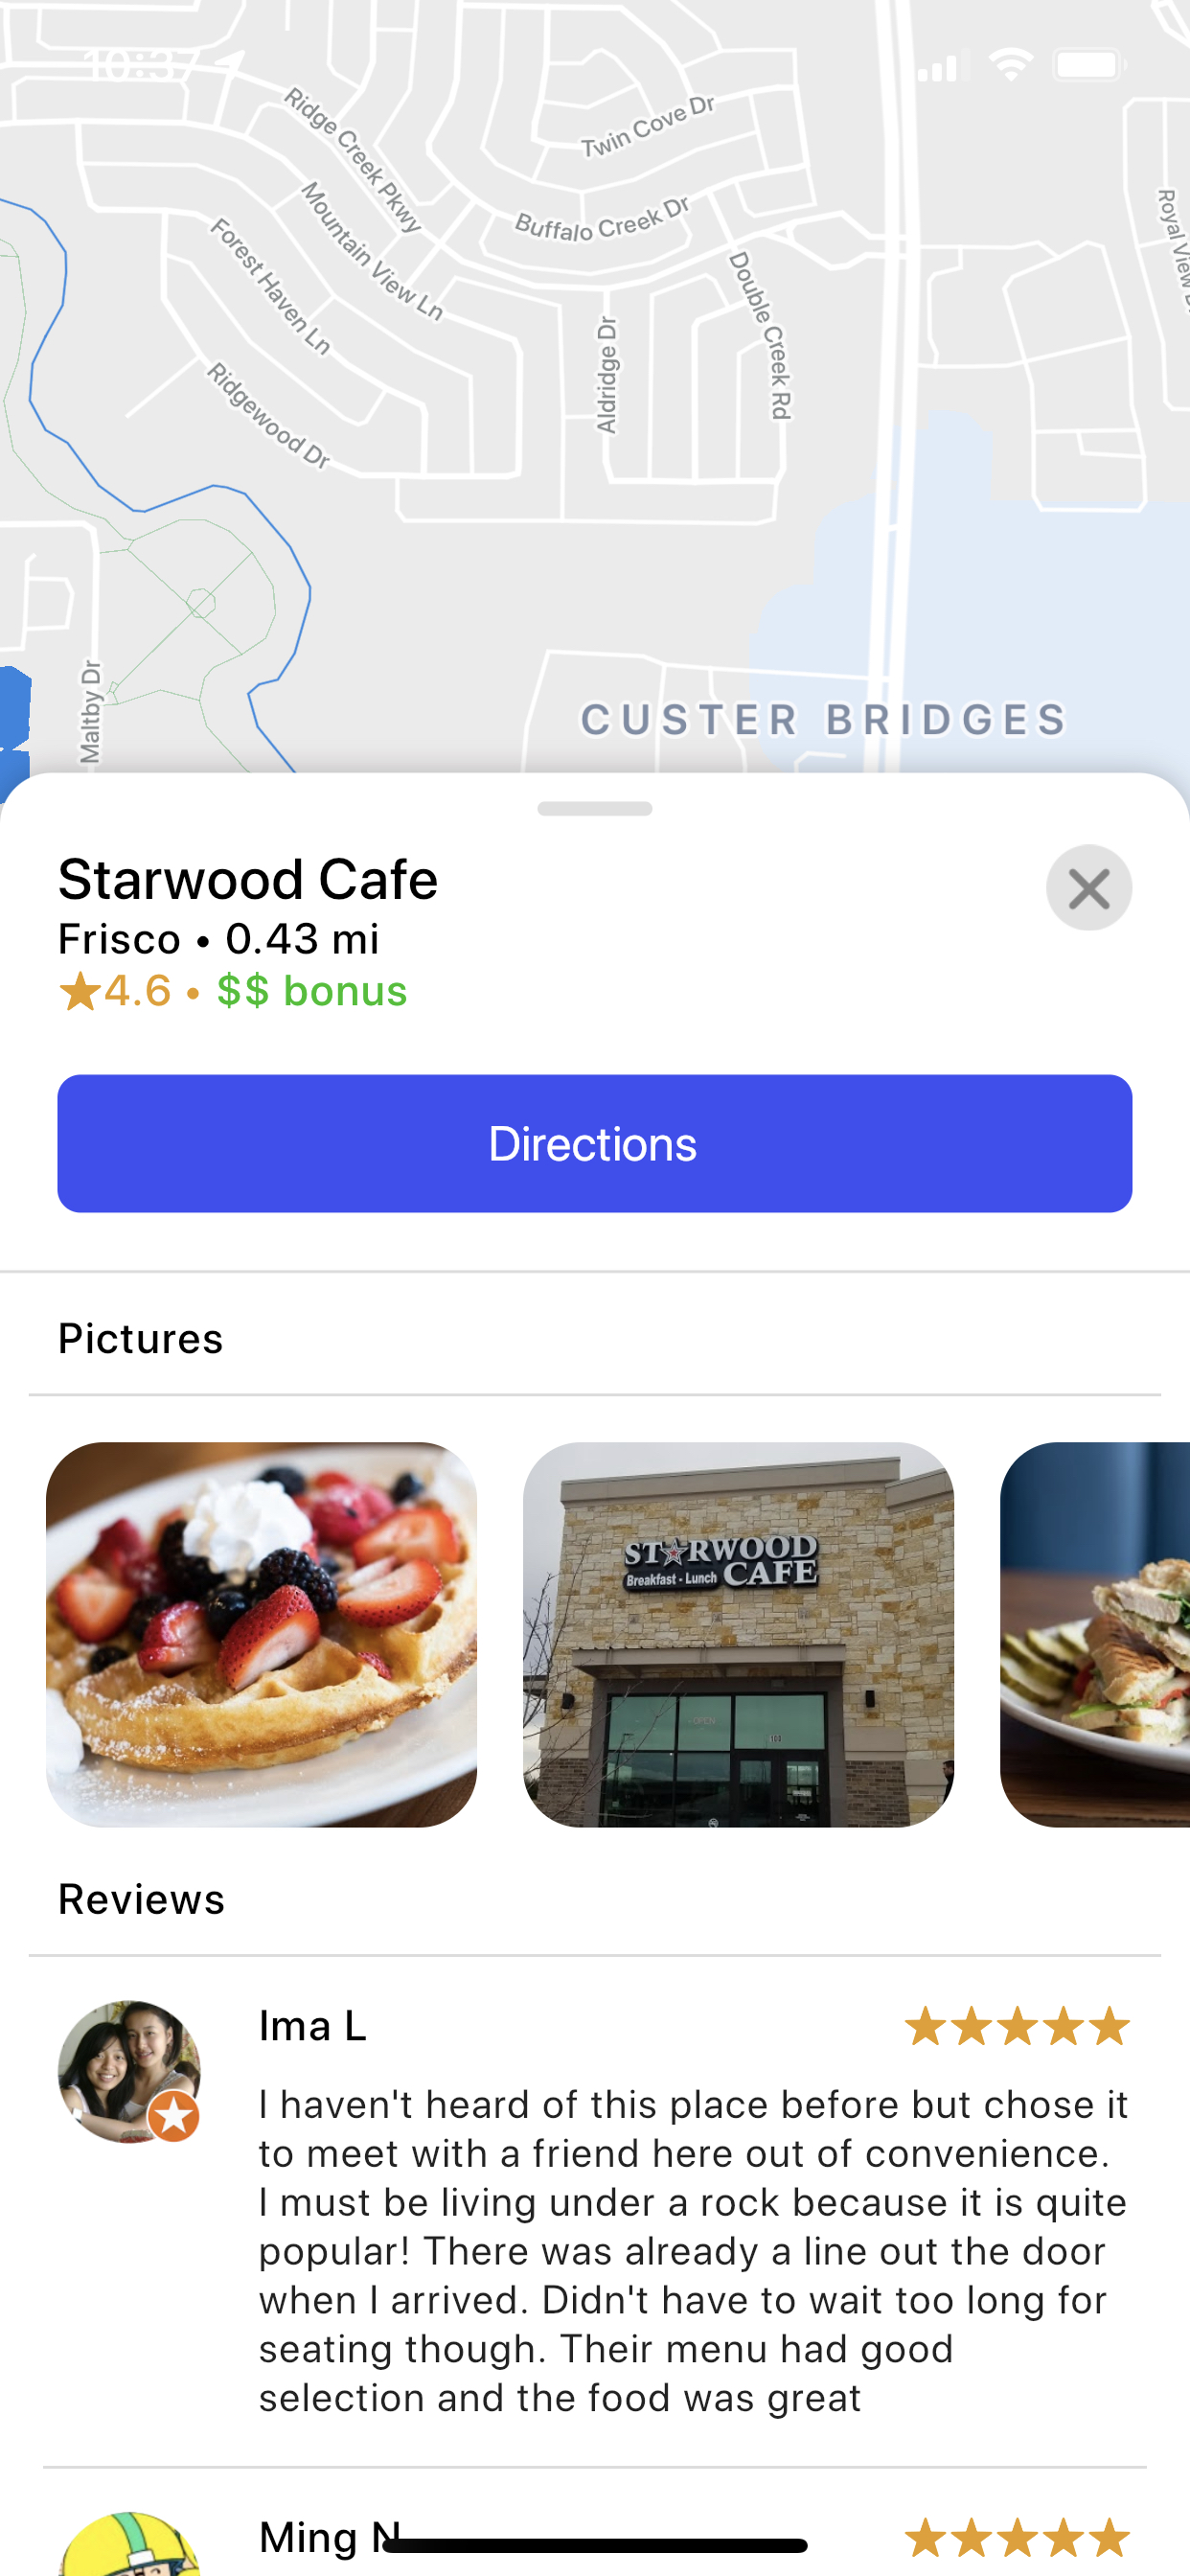 10:37
Twin Cove Dr
Ridge Creek Pkwy
Buffalo Creek Dr
Mountain View Ln
Forest Haven Ln
Double Creek Rd
Royal View
Aldridge Dr
Ridgewood Dr
Maltby Dr
CUSTER BRIDGES
Starwood Cafe
Frisco • 0.43 mi
★4.6 • $$ bonus
Directions
Pictures
ST★RWOOD
Breakfast - Lunch CAFE
OPEN
Reviews
Ima L ★★★★★
I haven't heard of this place before but chose it
to meet with a friend here out of convenience.
I must be living under a rock because it is quite
popular! There was already a line out the door
when I arrived. Didn't have to wait too long for
seating though. Their menu had good
selection and the food was great
Ming N ★★★★★